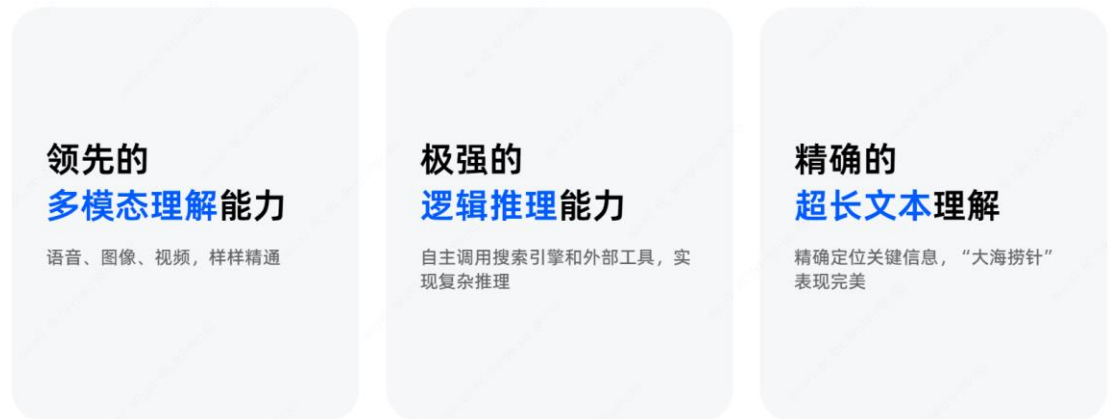 领先的
多模态理解能力
语音、图像、视频，样样精通
极强的
逻辑推理能力
自主调用搜索引擎和外部工具，实
现复杂推理
精确的
超长文本理解
精确定位关键信息，“大海捞针”
表现完美